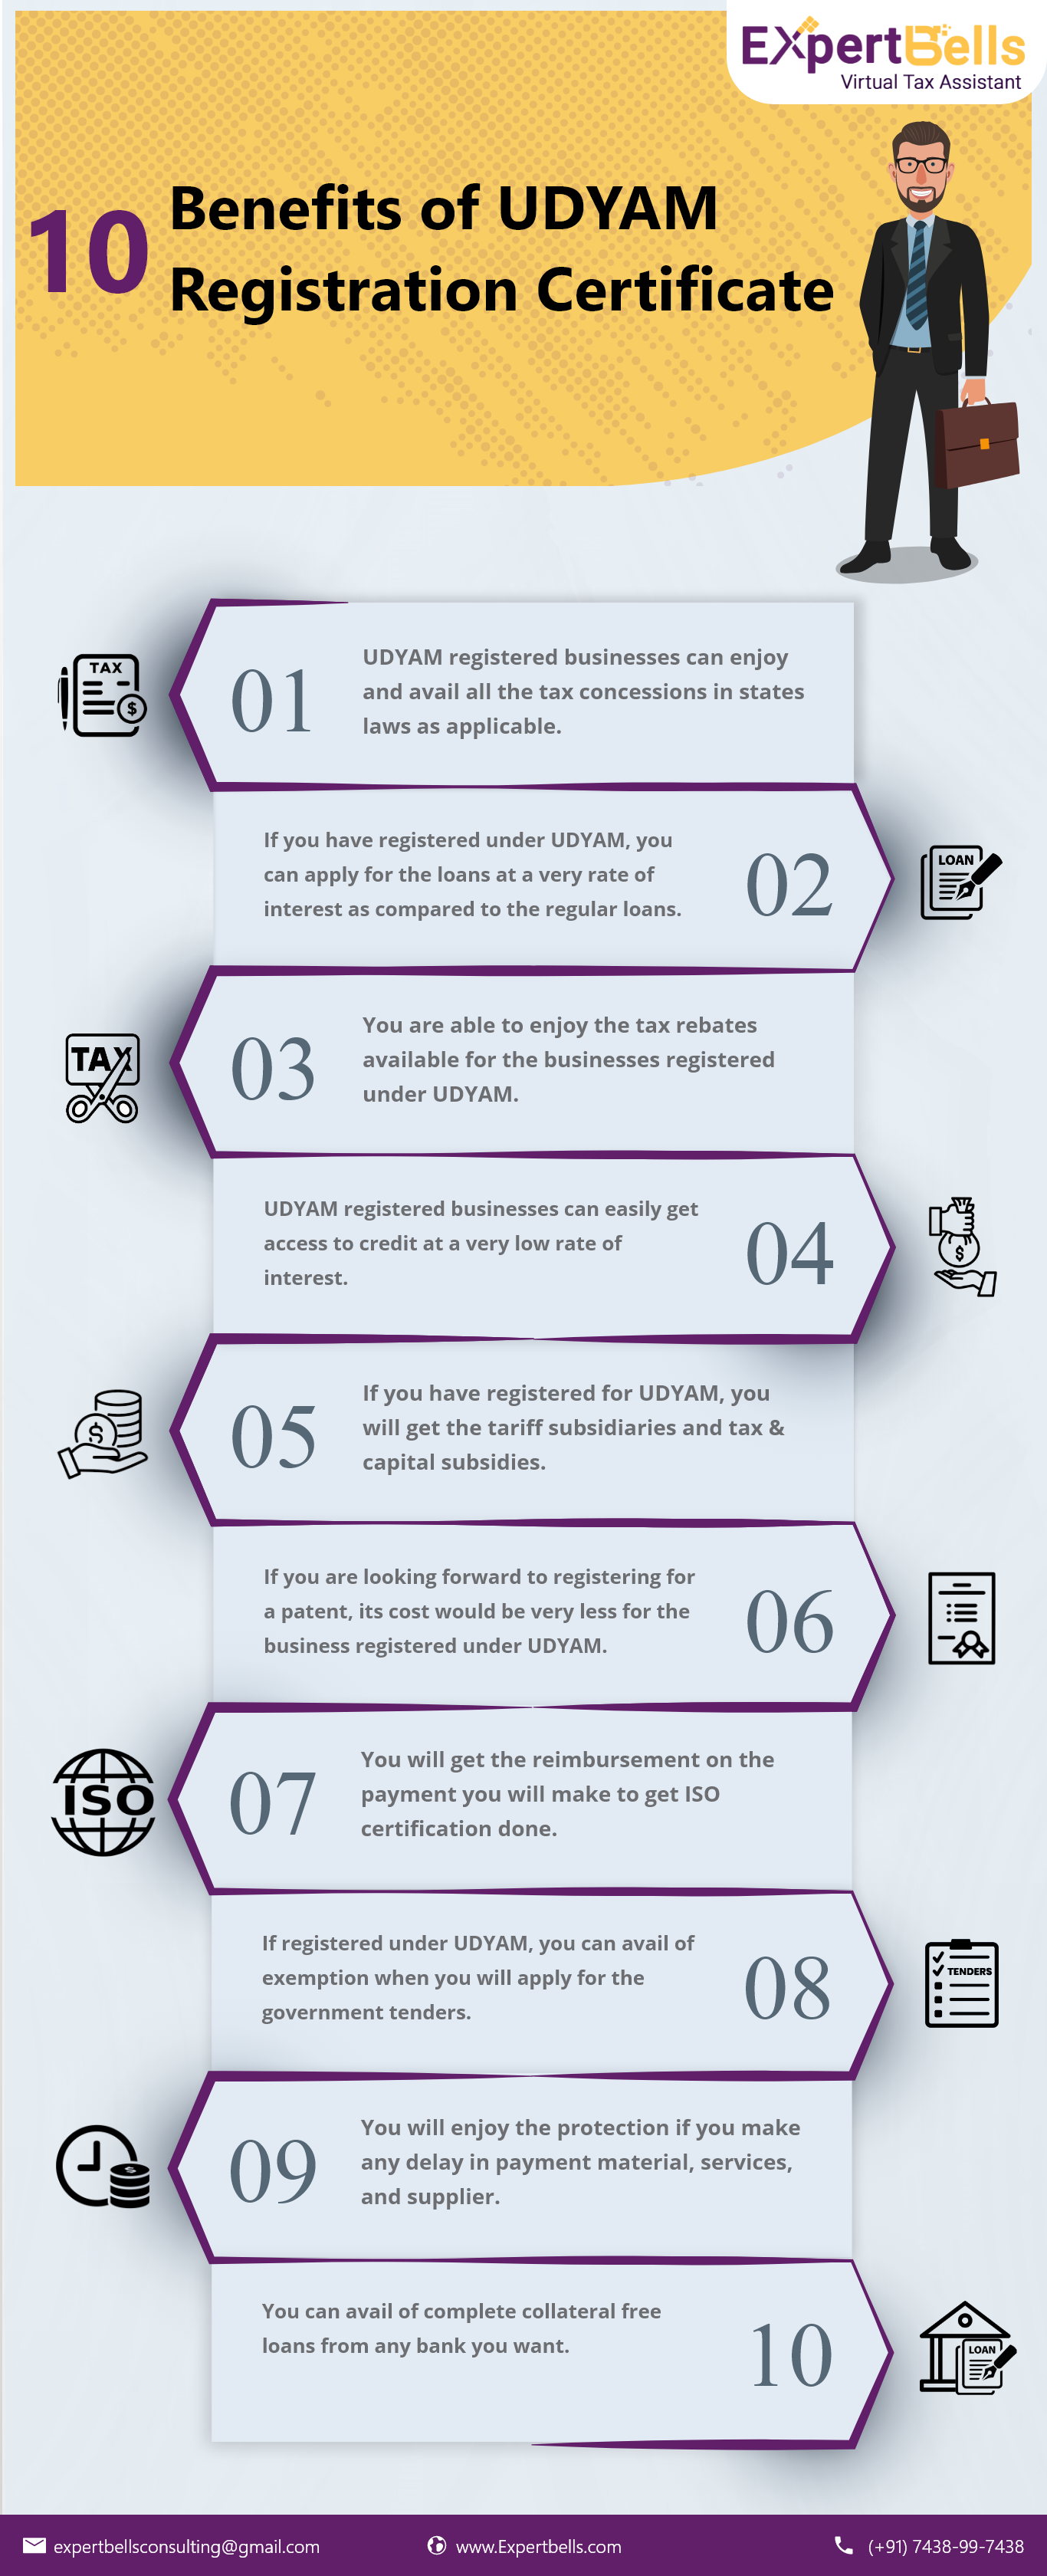 EXpertBells
Virtual Tax Assistant
10
Benefits of UDYAM
Registration Certificate
TAX
$
01
UDYAM registered businesses can enjoy
and avail all the tax concessions in states
laws as applicable.
If you have registered under UDYAM, you
can apply for the loans at a very rate of
interest as compared to the regular loans.
02
LOAN
TAX
03
You are able to enjoy the tax rebates
available for the businesses registered
under UDYAM.
UDYAM registered businesses can easily get
access to credit at a very low rate of
interest.
04
$
$
05
If you have registered for UDYAM, you
will get the tariff subsidiaries and tax &
capital subsidies.
If you are looking forward to registering for
a patent, its cost would be very less for the
business registered under UDYAM.
06
ISO
07
You will get the reimbursement on the
payment you will make to get ISO
certification done.
If registered under UDYAM, you can avail of
exemption when you will apply for the
government tenders.
08
TENDERS
$
09
You will enjoy the protection if you make
any delay in payment material, services,
and supplier.
You can avail of complete collateral free
loans from any bank you want.
10
LOAN
expertbellsconsulting@gmail.com
www.Expertbells.com
(+91) 7438-99-7438